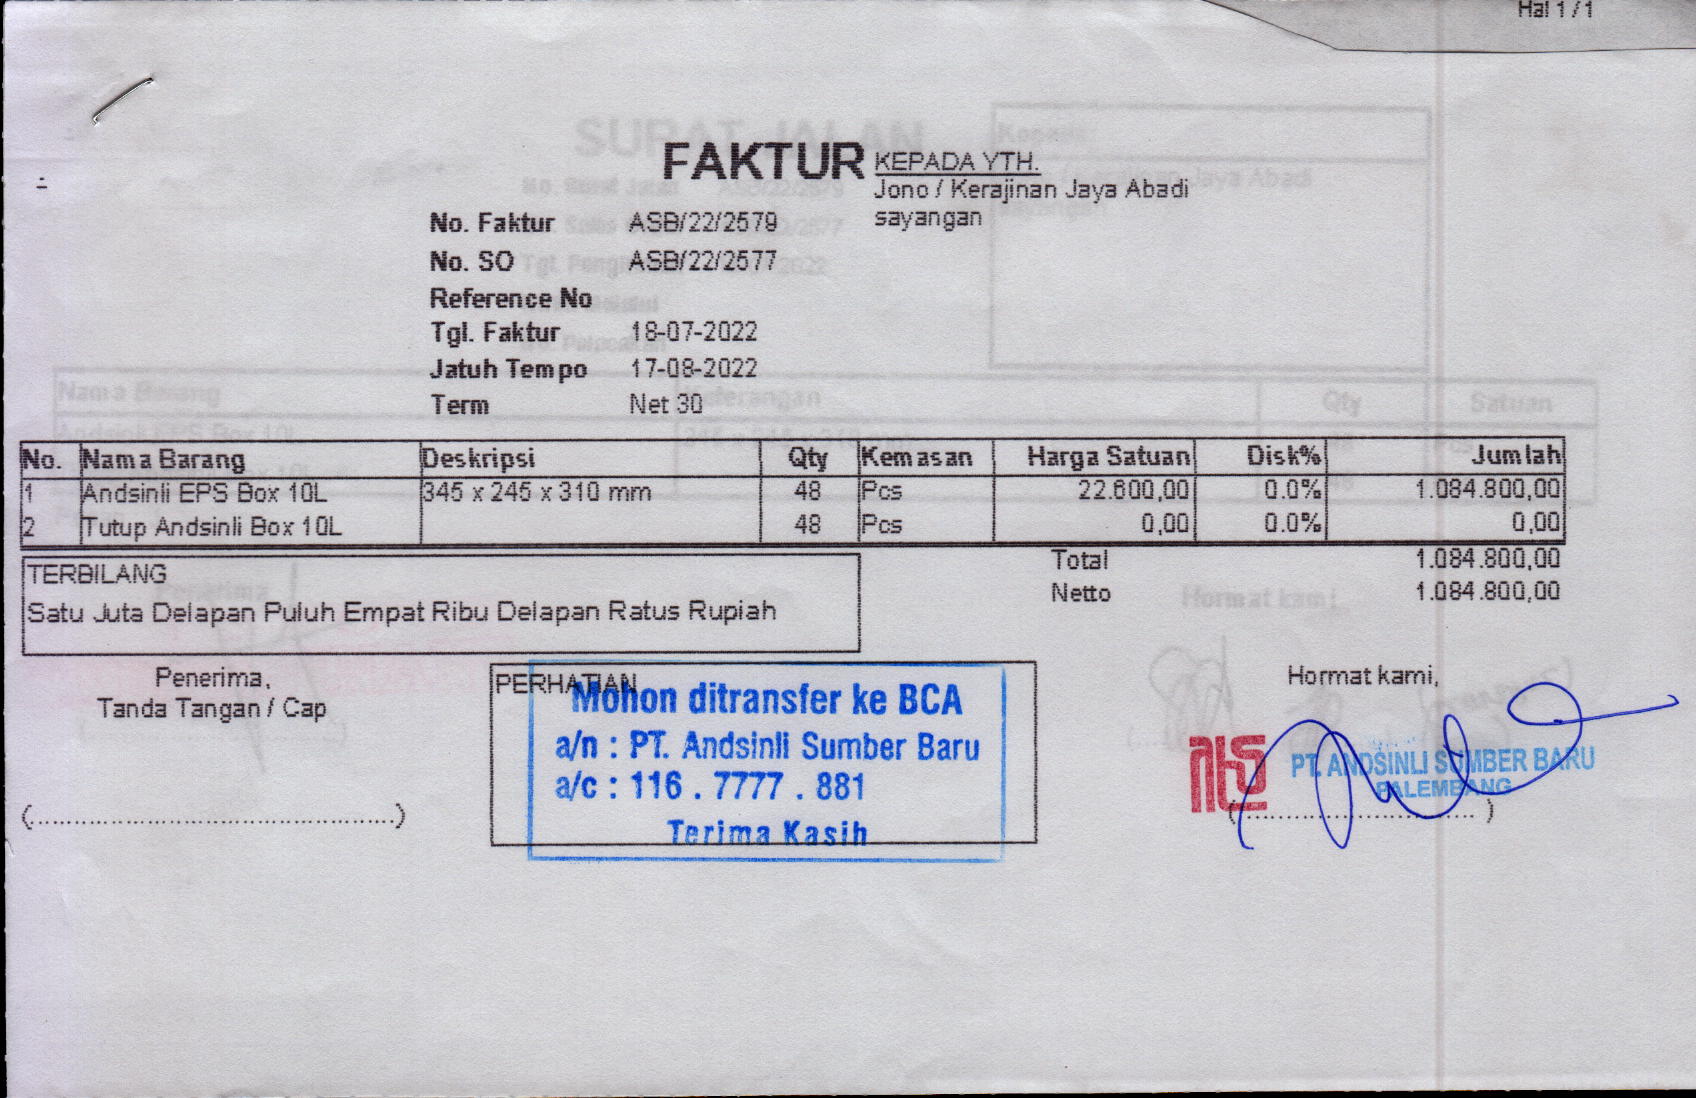 Hal 1 / 1
FAKTUR
KEPADA YTH.
Jono / Kerajinan Jaya Abadi
sayangan
No. Faktur ASB/22/2579
No. SO ASB/22/2577
Reference No
Tgl. Faktur 18-07-2022
Jatuh Tempo 17-08-2022
Term Net 30
No. Nama Barang Deskripsi Qty Kemasan Harga Satuan Disk% Jumlah
1 Andsinli EPS Box 10L 345 x 245 x 310 mm 48 Pcs 22.600,00 0.0% 1.084.800,00
2 Tutup Andsinli Box 10L 48 Pcs 0,00 0.0% 0,00
Total 1.084.800,00
Netto 1.084.800,00
TERBILANG
Satu Juta Delapan Puluh Empat Ribu Delapan Ratus Rupiah
Penerima,
Tanda Tangan / Cap
(..............................................)
PERHATIAN
Mohon ditransfer ke BCA
a/n : PT. Andsinli Sumber Baru
a/c : 116 . 7777 . 881
Terima Kasih
Hormat kami,
PT. ANDSINLI SUMBER BARU
PALEMBANG
(..............................)